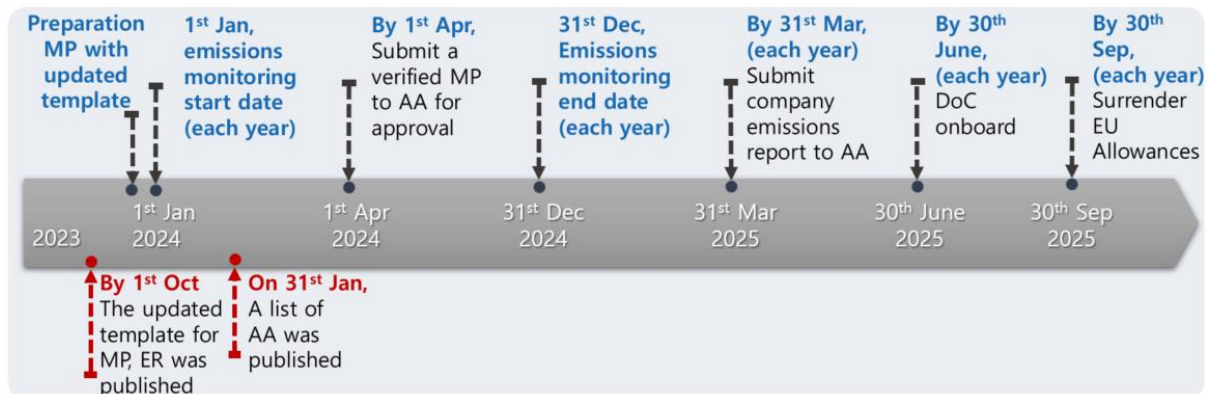 Preparation
MP with
updated
template
1st Jan,
emissions
monitoring
start date
(each year)
By 1st Apr,
Submit a
verified MP
to AA for
approval
31st Dec,
Emissions
monitoring
end date
(each year)
By 31st Mar,
(each year)
Submit
company
emissions
report to AA
By 30th
June,
(each year)
DoC
onboard
By 30th
Sep,
(each year)
Surrender
EU
Allowances
2023
1st Jan
2024
1st Apr
2024
31st Dec
2024
31st Mar
2025
30th June
2025
30th Sep
2025
By 1st Oct
The updated
template for
MP, ER was
published
On 31st Jan,
A list of
AA was
published